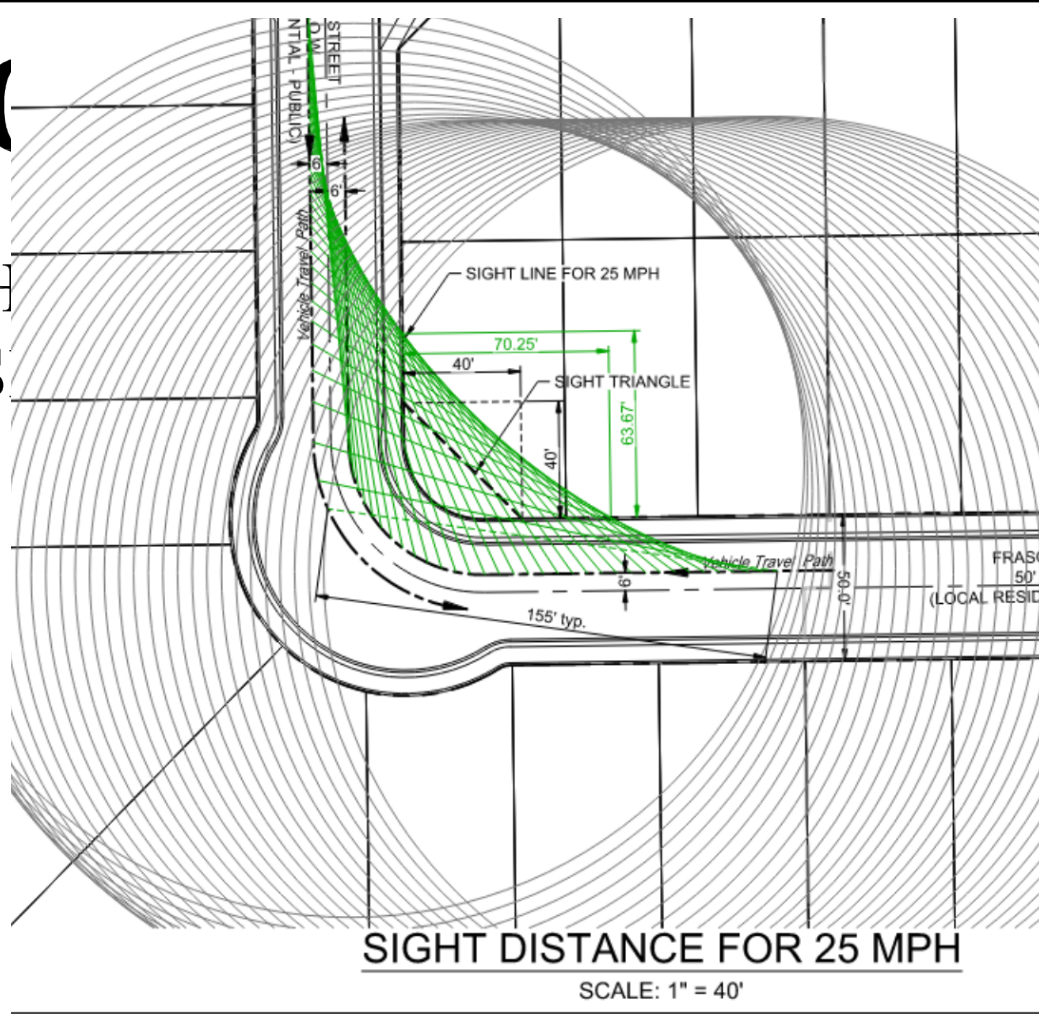 STREET
NTIAL - PUBLIC)
6'
6'
Vehicle Travel Path
SIGHT LINE FOR 25 MPH
70.25'
40'
SIGHT TRIANGLE
63.67'
40'
Vehicle Travel Path
6'
155' typ.
50.0'
FRASC
50'
(LOCAL RESID
SIGHT DISTANCE FOR 25 MPH
SCALE: 1" = 40'